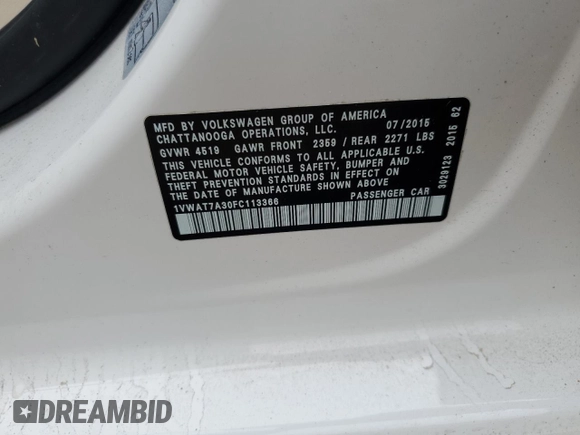 MFD BY VOLKSWAGEN GROUP OF AMERICA
CHATTANOOGA OPERATIONS, LLC. 07/2015
GVWR 4519 GAWR FRONT 2359 / REAR 2271 LBS
THIS VEHICLE CONFORMS TO ALL APPLICABLE U.S.
FEDERAL MOTOR VEHICLE SAFETY, BUMPER AND
THEFT PREVENTION STANDARDS IN EFFECT ON
DATE OF MANUFACTURE SHOWN ABOVE
1VWAT7A30FC113366 PASSENGER CAR
3029123 2015 62
DREAMBID